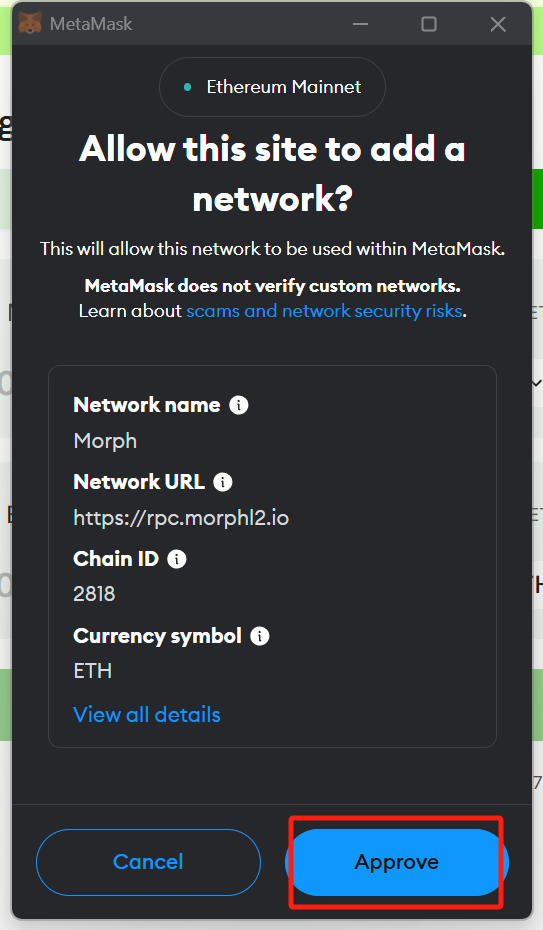 MetaMask
Ethereum Mainnet
Allow this site to add a
network?
This will allow this network to be used within MetaMask.
MetaMask does not verify custom networks.
Learn about scams and network security risks.
Network name
Morph
Network URL
https://rpc.morphl2.io
Chain ID
2818
Currency symbol
ETH
View all details
Cancel
Approve